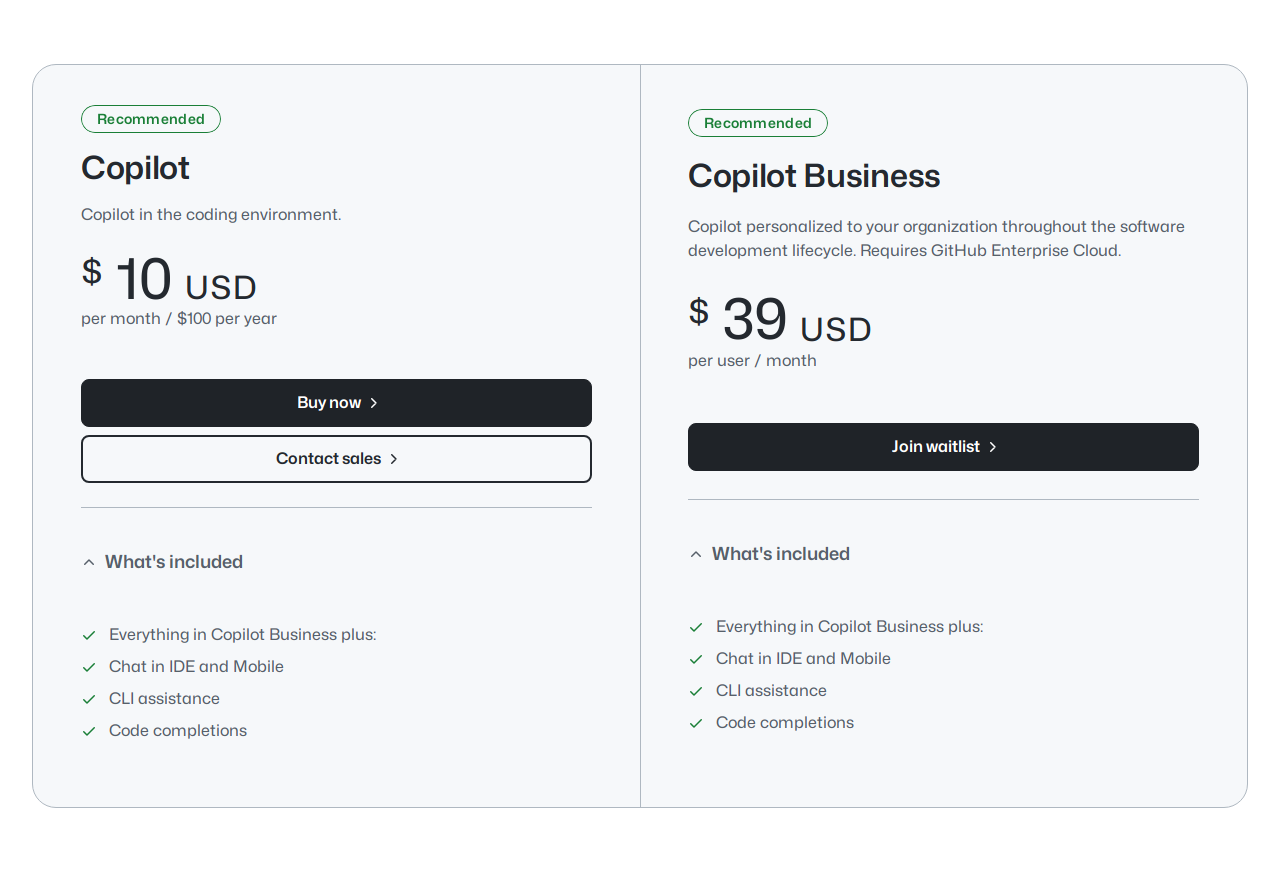 Recommended
Copilot
Copilot in the coding environment.
$ 10 USD
per month / $100 per year
Buy now
Contact sales
What's included
Everything in Copilot Business plus:
Chat in IDE and Mobile
CLI assistance
Code completions
Recommended
Copilot Business
Copilot personalized to your organization throughout the software
development lifecycle. Requires GitHub Enterprise Cloud.
$ 39 USD
per user / month
Join waitlist
What's included
Everything in Copilot Business plus:
Chat in IDE and Mobile
CLI assistance
Code completions